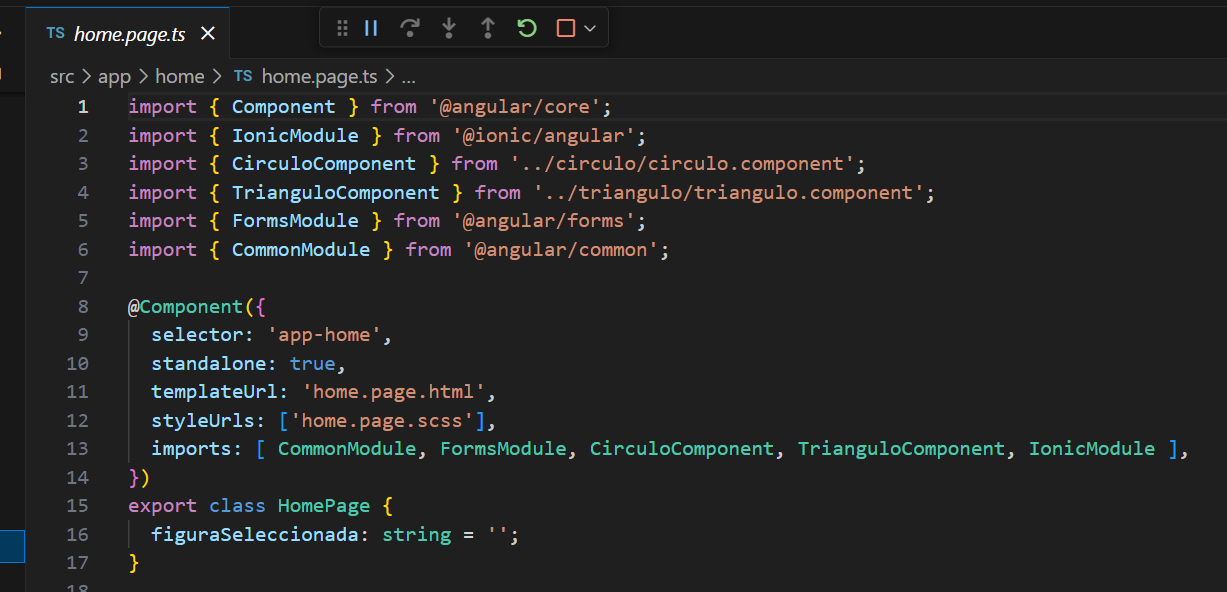 TS home.page.ts
src > app > home > TS home.page.ts > ...
1 import { Component } from '@angular/core';
2 import { IonicModule } from '@ionic/angular';
3 import { CirculoComponent } from '../circulo/circulo.component';
4 import { TrianguloComponent } from '../triangulo/triangulo.component';
5 import { FormsModule } from '@angular/forms';
6 import { CommonModule } from '@angular/common';
7
8 @Component({
9   selector: 'app-home',
10   standalone: true,
11   templateUrl: 'home.page.html',
12   styleUrls: ['home.page.scss'],
13   imports: [ CommonModule, FormsModule, CirculoComponent, TrianguloComponent, IonicModule ],
14 })
15 export class HomePage {
16   figuraSeleccionada: string = '';
17 }
18